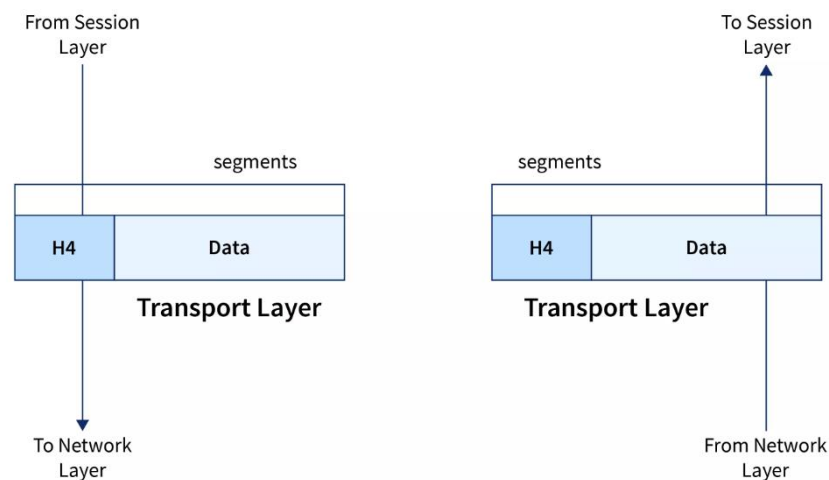 From Session
Layer
To Session
Layer
segments
segments
H4
Data
H4
Data
Transport Layer
Transport Layer
To Network
Layer
From Network
Layer